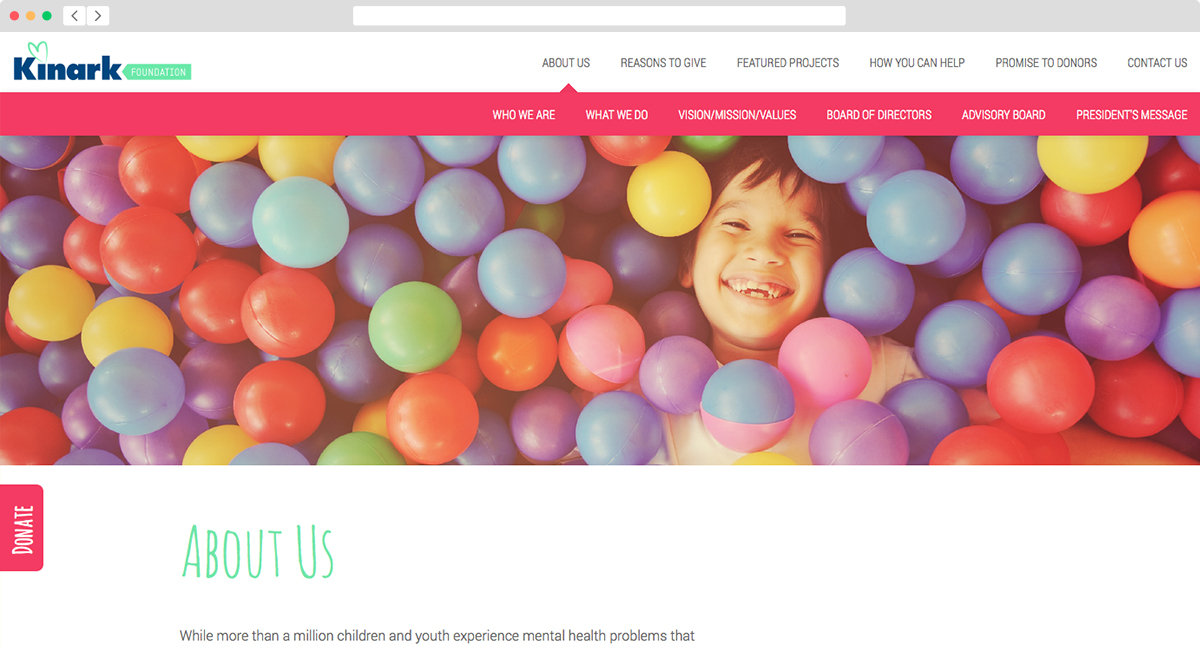 Kinark FOUNDATION
ABOUT US REASONS TO GIVE FEATURED PROJECTS HOW YOU CAN HELP PROMISE TO DONORS CONTACT US
WHO WE ARE WHAT WE DO VISION/MISSION/VALUES BOARD OF DIRECTORS ADVISORY BOARD PRESIDENT'S MESSAGE
DONATE
About Us
While more than a million children and youth experience mental health problems that